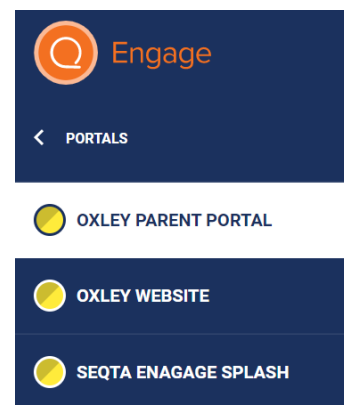 Engage
PORTALS
OXLEY PARENT PORTAL
OXLEY WEBSITE
SEQTA ENAGAGE SPLASH